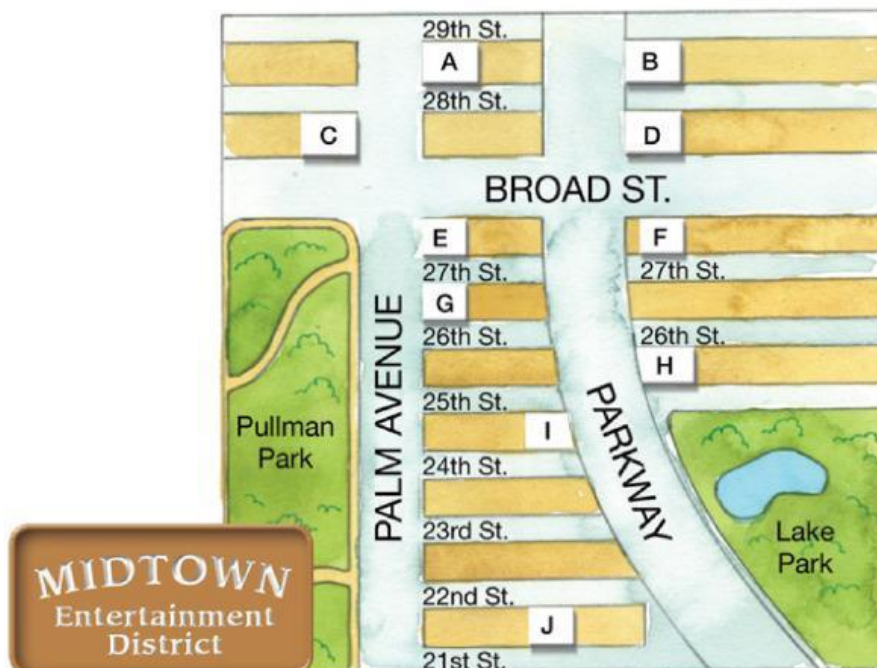 29th St.
A
B
28th St.
C
D
BROAD ST.
E
F
27th St.
27th St.
G
26th St.
26th St.
H
PALM AVENUE
25th St.
PARKWAY
I
Pullman
Park
24th St.
23rd St.
Lake
Park
22nd St.
J
21st St.
MIDTOWN
Entertainment
District